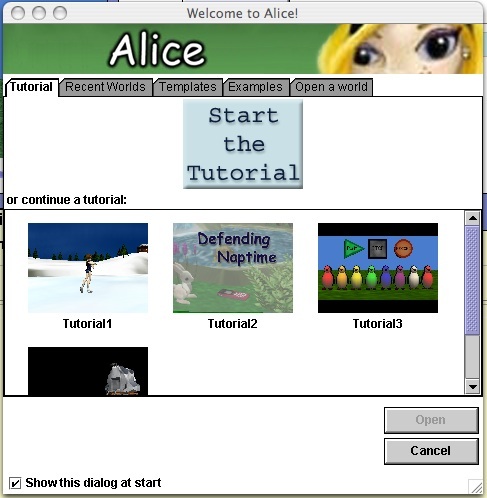 Welcome to Alice!
Alice
Tutorial
Recent Worlds
Templates
Examples
Open a world
Start
the
Tutorial
or continue a tutorial:
Defending
Naptime
Tutorial1
Tutorial2
Tutorial3
Open
Cancel
Show this dialog at start